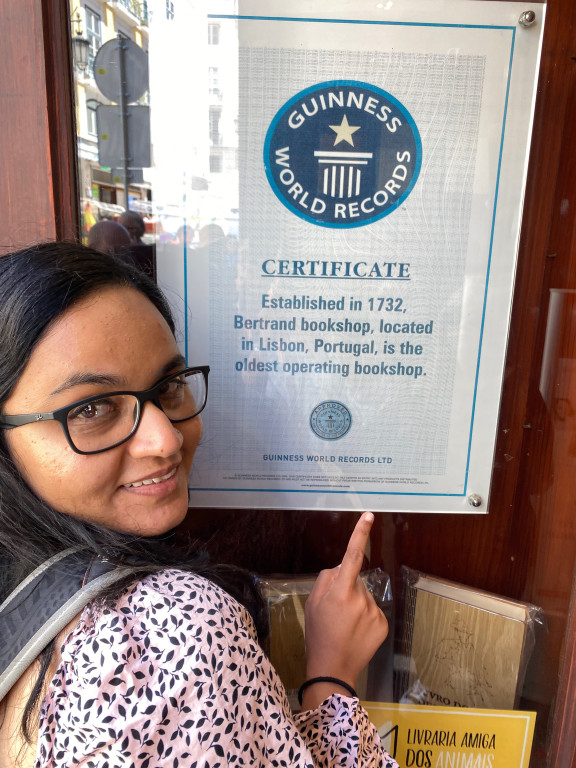 GUINNESS
WORLD RECORDS
CERTIFICATE
Established in 1732,
Bertrand bookshop, located
in Lisbon, Portugal, is the
oldest operating bookshop.
GUINNESS WORLD RECORDS LTD
LIVRARIA AMIGA
DOS ANIMAIS